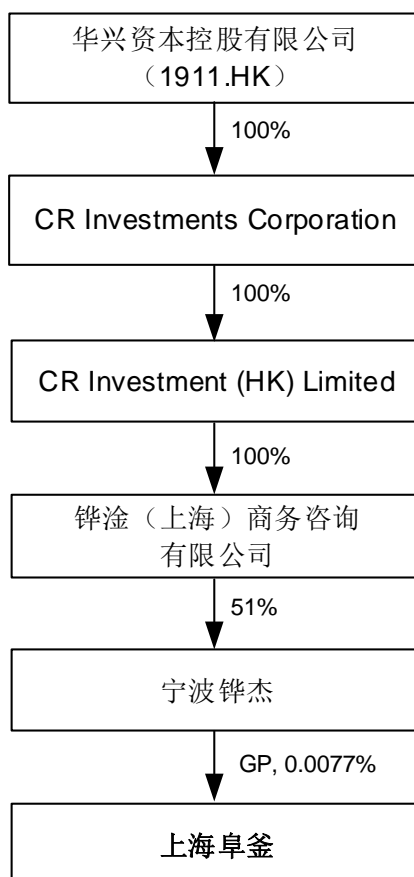 华兴资本控股有限公司
（1911.HK）
100%
CR Investments Corporation
100%
CR Investment (HK) Limited
100%
铧淦（上海）商务咨询
有限公司
51%
宁波铧杰
GP, 0.0077%
上海阜釜